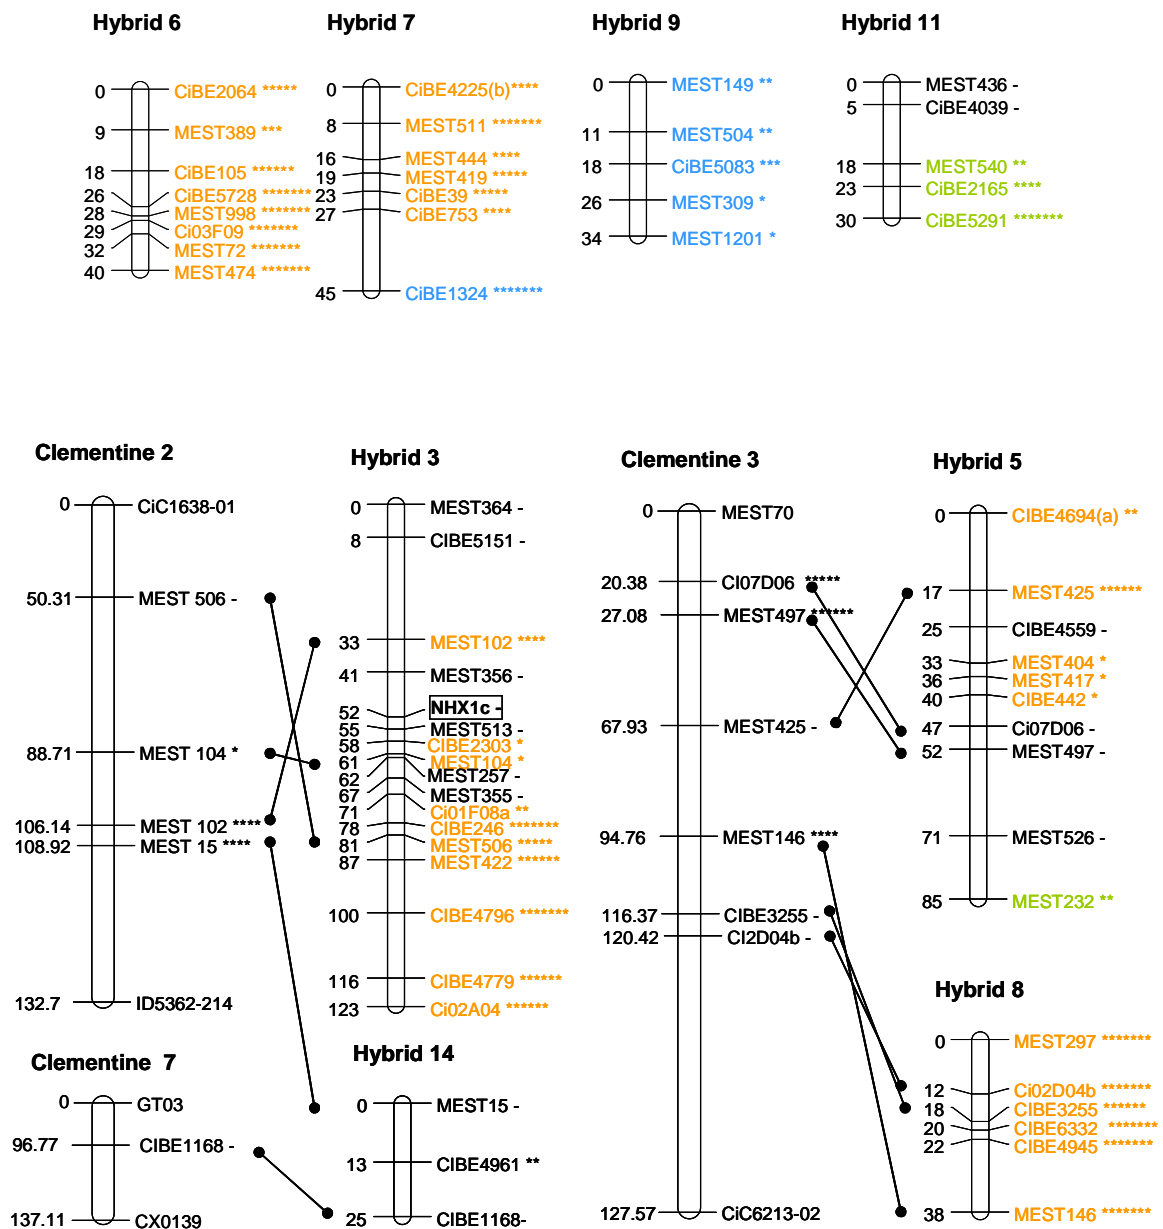 Hybrid 6
0 CiBE2064 *****
9 MEST389 ***
18 CiBE105 ******
26 CiBE5728 *******
28 MEST998 *******
29 Ci03F09 *******
32 MEST72 *******
40 MEST474 *******
Hybrid 7
0 CiBE4225(b)****
8 MEST511 *******
16 MEST444 ****
19 MEST419 *****
23 CiBE39 *****
27 CiBE753 ****
45 CiBE1324 *******
Hybrid 9
0 MEST149 **
11 MEST504 **
18 CiBE5083 ***
26 MEST309 *
34 MEST1201 *
Hybrid 11
0 MEST436 -
5 CiBE4039 -
18 MEST540 **
23 CiBE2165 ****
30 CiBE5291 *******
Clementine 2
0 CiC1638-01
50.31 MEST 506 -
88.71 MEST 104 *
106.14 MEST 102 ****
108.92 MEST 15 ****
132.7 ID5362-214
Hybrid 3
0 MEST364 -
8 CIBE5151 -
33 MEST102 ****
41 MEST356 -
52 NHX1c -
55 MEST513 -
58 CIBE2303 *
61 MEST104 *
62 MEST257 -
67 MEST355 -
71 Ci01F08a **
78 CIBE246 *******
81 MEST506 *****
87 MEST422 ******
100 CIBE4796 *******
116 CIBE4779 ******
123 Ci02A04 ******
Clementine 3
0 MEST70
20.38 CI07D06 *****
27.08 MEST497 ******
67.93 MEST425 -
94.76 MEST146 ****
116.37 CIBE3255 -
120.42 CI2D04b -
127.57 CiC6213-02
Hybrid 5
0 CIBE4694(a) **
17 MEST425 ******
25 CIBE4559 -
33 MEST404 *
36 MEST417 *
40 CIBE442 *
47 Ci07D06 -
52 MEST497 -
71 MEST526 -
85 MEST232 **
Clementine 7
0 GT03
96.77 CIBE1168 -
137.11 CX0139
Hybrid 14
0 MEST15 -
13 CIBE4961 **
25 CIBE1168-
Hybrid 8
0 MEST297 *******
12 Ci02D04b *******
18 CIBE3255 ******
20 CIBE6332 *******
22 CIBE4945 *******
38 MEST146 *******